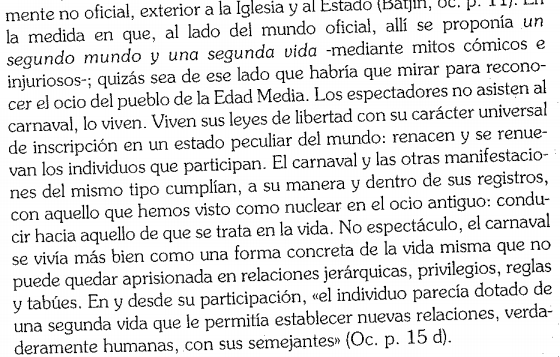 mente no oficial, exterior a la Iglesia y al Estado (Batjin, oc. p. 11). En
la medida en que, al lado del mundo oficial, allí se proponía un
segundo mundo y una segunda vida -mediante mitos cómicos e
injuriosos-; quizás sea de ese lado que habría que mirar para recono-
cer el ocio del pueblo de la Edad Media. Los espectadores no asisten al
carnaval, lo viven. Viven sus leyes de libertad con su carácter universal
de inscripción en un estado peculiar del mundo: renacen y se renue-
van los individuos que participan. El carnaval y las otras manifestacio-
nes del mismo tipo cumplían, a su manera y dentro de sus registros,
con aquello que hemos visto como nuclear en el ocio antiguo: condu-
cir hacia aquello de que se trata en la vida. No espectáculo, el carnaval
se vivía más bien como una forma concreta de la vida misma que no
puede quedar aprisionada en relaciones jerárquicas, privilegios, reglas
y tabúes. En y desde su participación, «el individuo parecía dotado de
una segunda vida que le permitía establecer nuevas relaciones, verda-
deramente humanas, con sus semejantes» (Oc. p. 15 d).